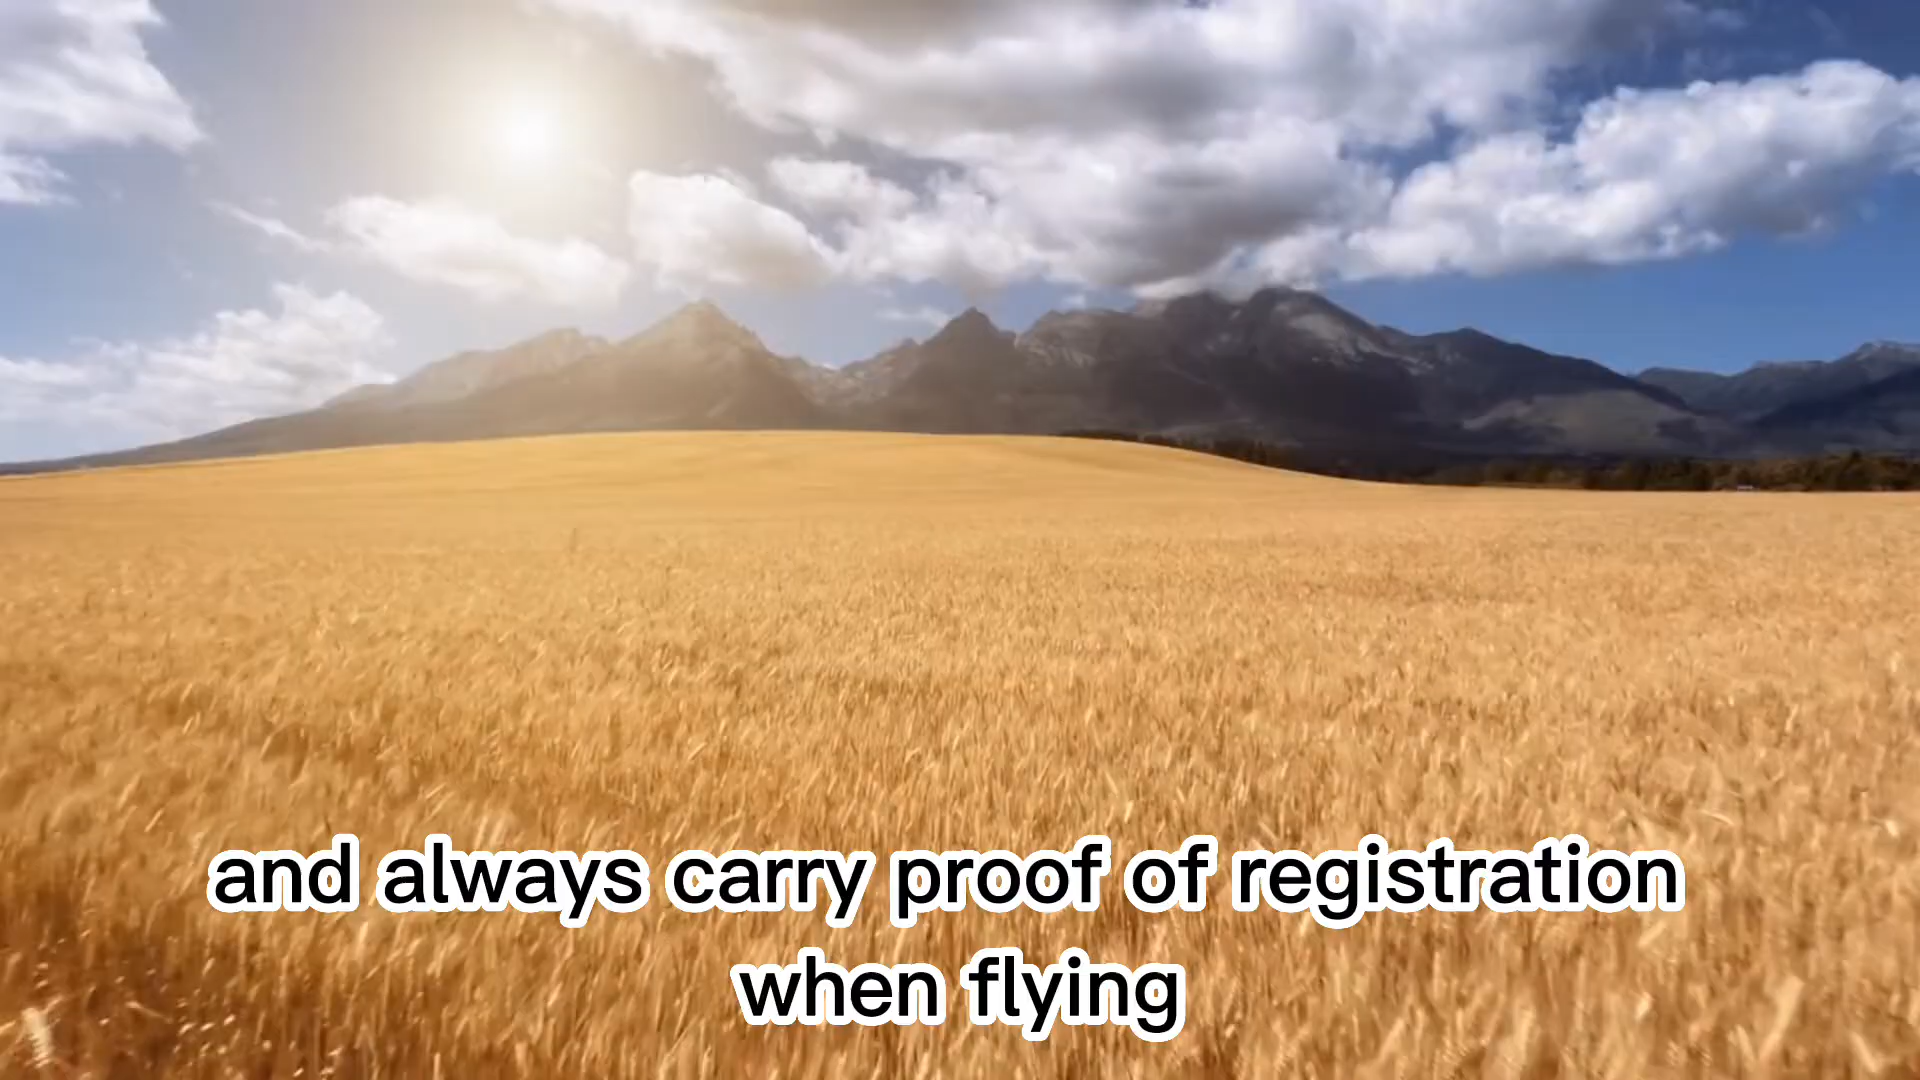 and always carry proof of registration
when flying